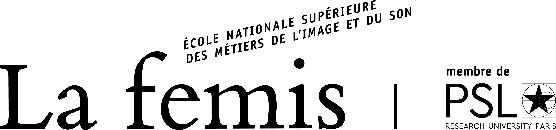 ÉCOLE NATIONALE SUPÉRIEURE
DES MÉTIERS DE L'IMAGE ET DU SON
La femis
membre de
PSL
RESEARCH UNIVERSITY PARIS